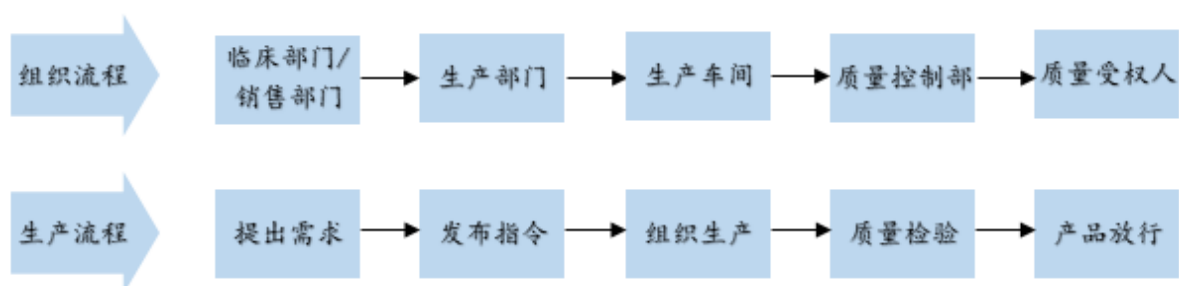 组织流程
临床部门/
销售部门
生产部门
生产车间
质量控制部
质量受权人
生产流程
提出需求
发布指令
组织生产
质量检验
产品放行